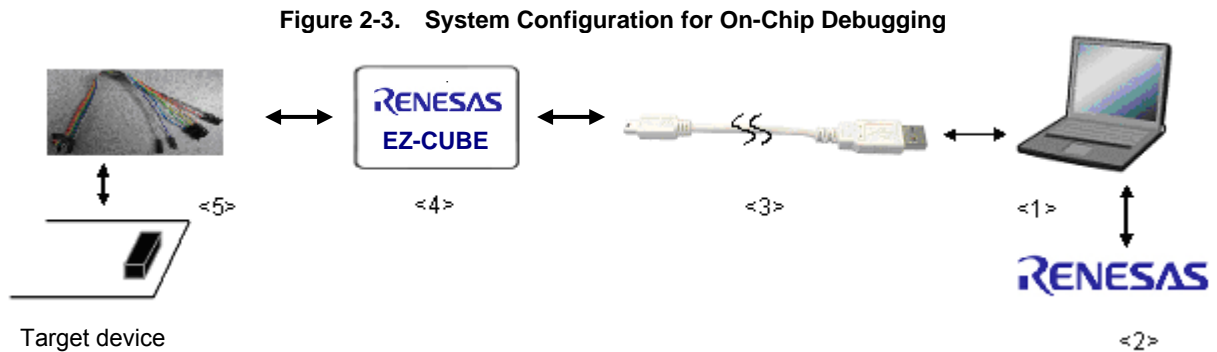 Figure 2-3. System Configuration for On-Chip Debugging
RENESAS
EZ-CUBE
<5>
<4>
<3>
<1>
RENESAS
Target device
<2>